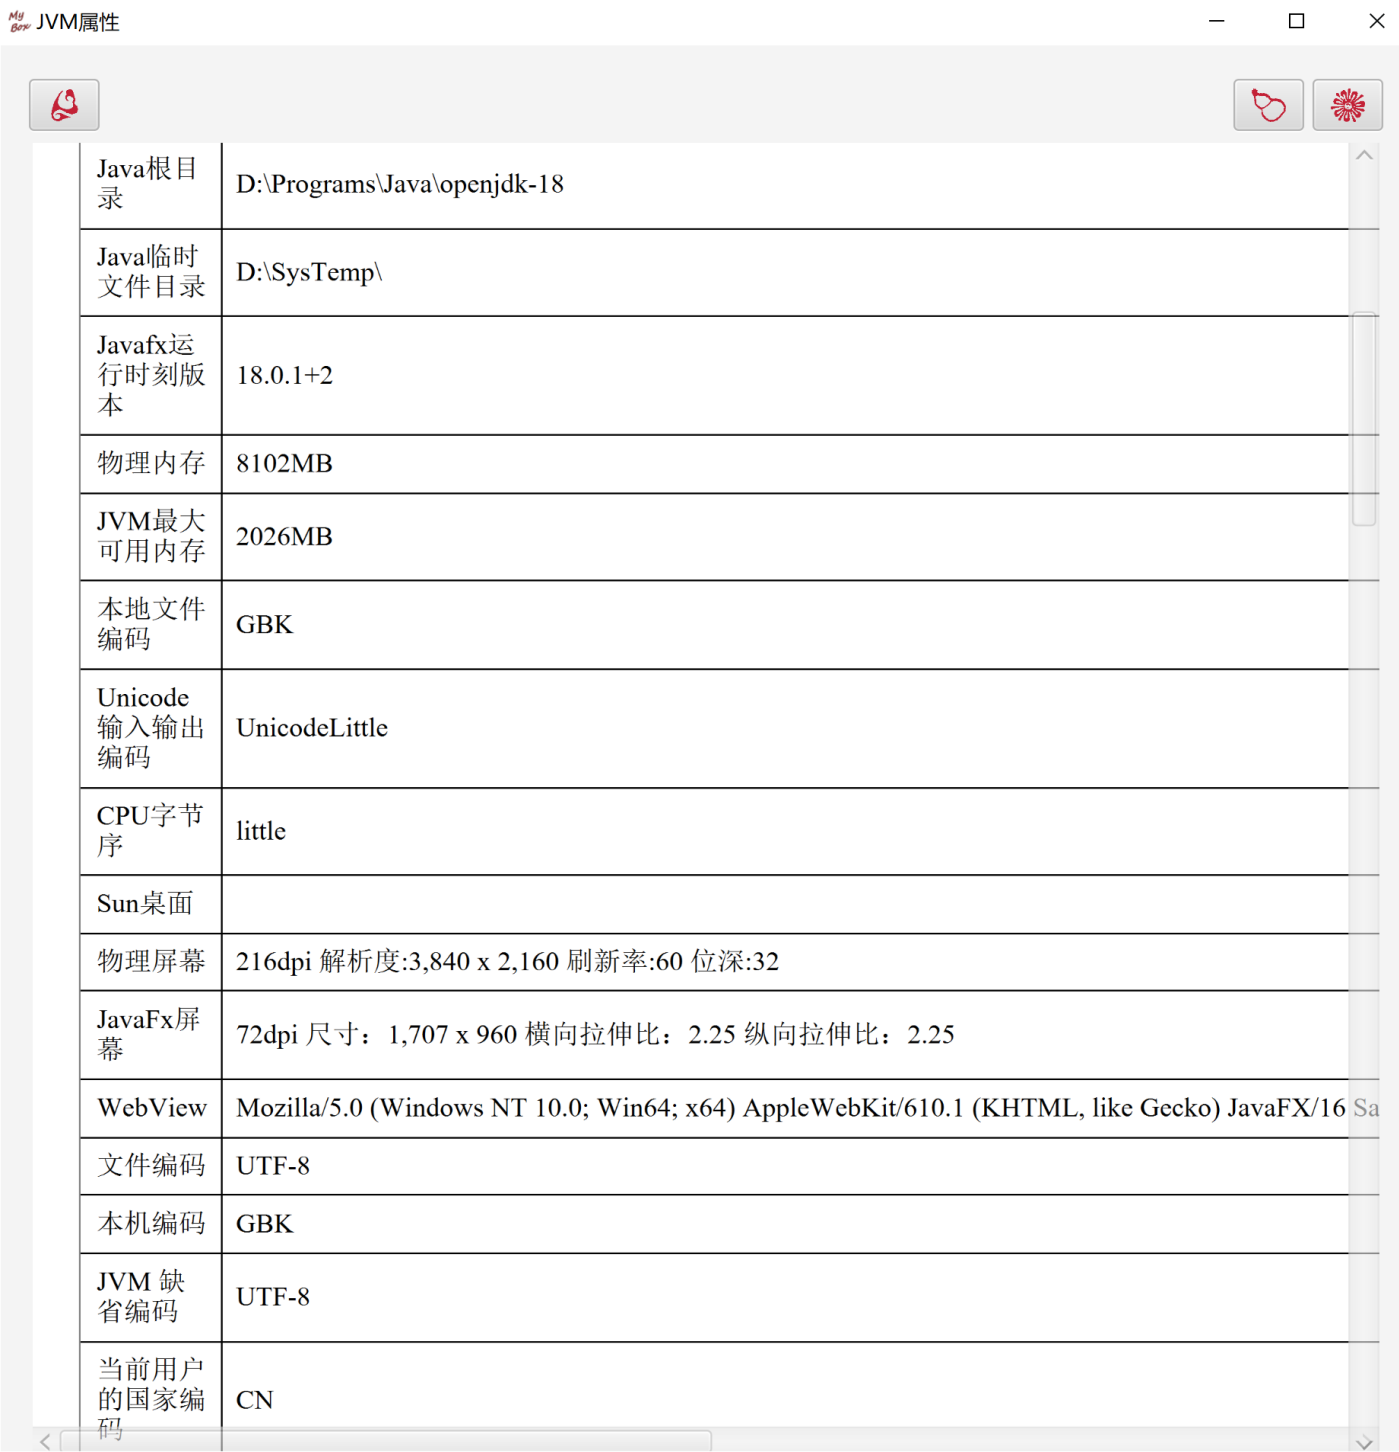 My
Box
JVM属性
Java根目
录
D:\Programs\Java\openjdk-18
Java临时
文件目录
D:\SysTemp\
Javafx运
行时刻版
本
18.0.1+2
物理内存
8102MB
JVM最大
可用内存
2026MB
本地文件
编码
GBK
Unicode
输入输出
编码
UnicodeLittle
CPU字节
序
little
Sun桌面
物理屏幕
216dpi 解析度:3,840 x 2,160 刷新率:60 位深:32
JavaFx屏
幕
72dpi 尺寸：1,707 x 960 横向拉伸比：2.25 纵向拉伸比：2.25
WebView
Mozilla/5.0 (Windows NT 10.0; Win64; x64) AppleWebKit/610.1 (KHTML, like Gecko) JavaFX/16 Sa
文件编码
UTF-8
本机编码
GBK
JVM 缺
省编码
UTF-8
当前用户
的国家编
码
CN